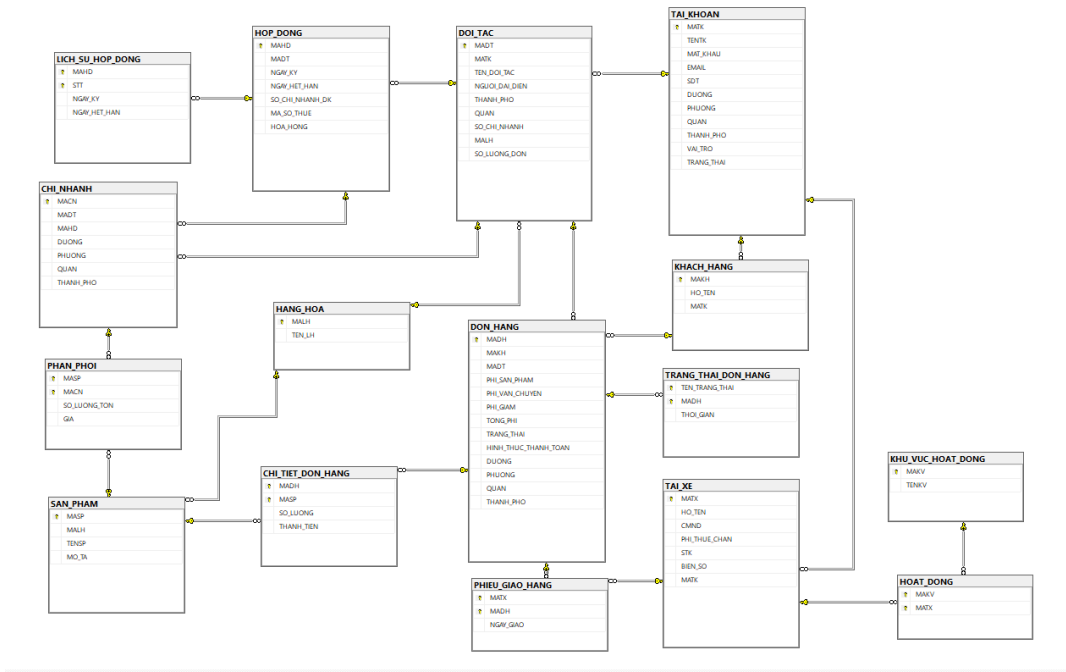 LICH_SU_HOP_DONG
MAHD
STT
NGAY_KY
NGAY_HET_HAN
HOP_DONG
MAHD
MADT
NGAY_KY
NGAY_HET_HAN
SO_CHI_NHANH_DK
MA_SO_THUE
HOA_HONG
DOI_TAC
MADT
MATK
TEN_DOI_TAC
NGUOI_DAI_DIEN
THANH_PHO
QUAN
SO_CHI_NHANH
MALH
SO_LUONG_DON
TAI_KHOAN
MATK
TENTK
MAT_KHAU
EMAIL
SDT
DUONG
PHUONG
QUAN
THANH_PHO
VAI_TRO
TRANG_THAI
CHI_NHANH
MACN
MADT
MAHD
DUONG
PHUONG
QUAN
THANH_PHO
HANG_HOA
MALH
TEN_LH
KHACH_HANG
MAKH
HO_TEN
MATK
PHAN_PHOI
MASP
MACN
SO_LUONG_TON
GIA
DON_HANG
MADH
MAKH
MADT
PHI_SAN_PHAM
PHI_VAN_CHUYEN
PHI_GIAM
TONG_PHI
TRANG_THAI
HINH_THUC_THANH_TOAN
DUONG
PHUONG
QUAN
THANH_PHO
TRANG_THAI_DON_HANG
TEN_TRANG_THAI
MADH
THOI_GIAN
SAN_PHAM
MASP
MALH
TENSP
MO_TA
CHI_TIET_DON_HANG
MADH
MASP
SO_LUONG
THANH_TIEN
TAI_XE
MATX
HO_TEN
CMND
PHI_THUE_CHAN
STK
BIEN_SO
MATK
KHU_VUC_HOAT_DONG
MAKV
TENKV
PHIEU_GIAO_HANG
MATX
MADH
NGAY_GIAO
HOAT_DONG
MAKV
MATX